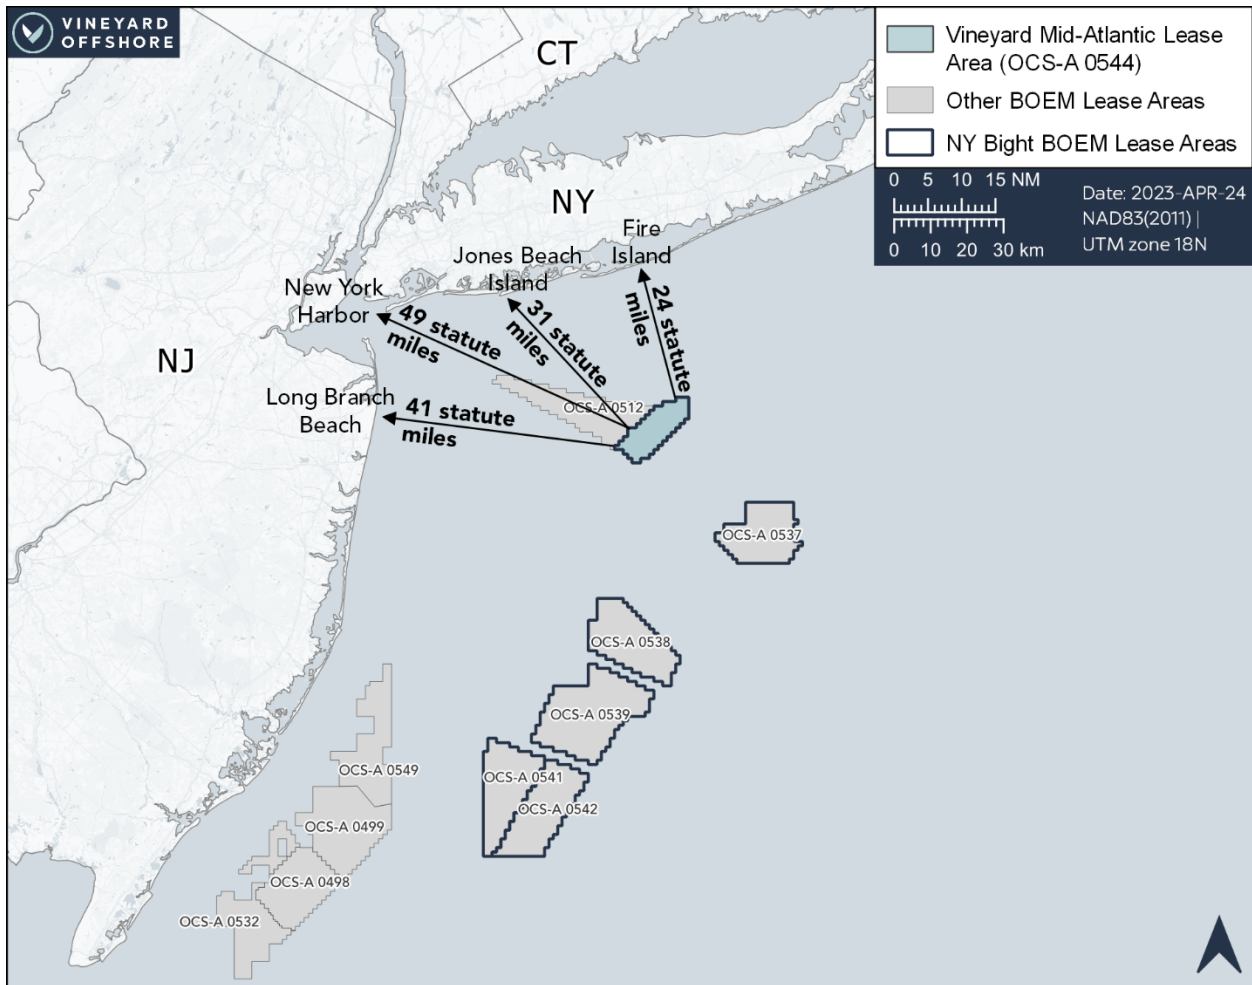 VINEYARD
OFFSHORE
CT
Vineyard Mid-Atlantic Lease
Area (OCS-A 0544)
Other BOEM Lease Areas
NY Bight BOEM Lease Areas
0 5 10 15 NM
0 10 20 30 km
Date: 2023-APR-24
NAD83(2011) |
UTM zone 18N
NY
Fire
Island
Jones Beach
Island
New York
Harbor
NJ
Long Branch
Beach
49 statute
miles
31 statute
miles
24 statute
miles
41 statute
miles
OCS-A 0512
OCS-A 0537
OCS-A 0538
OCS-A 0539
OCS-A 0541
OCS-A 0542
OCS-A 0549
OCS-A 0499
OCS-A 0498
OCS-A 0532